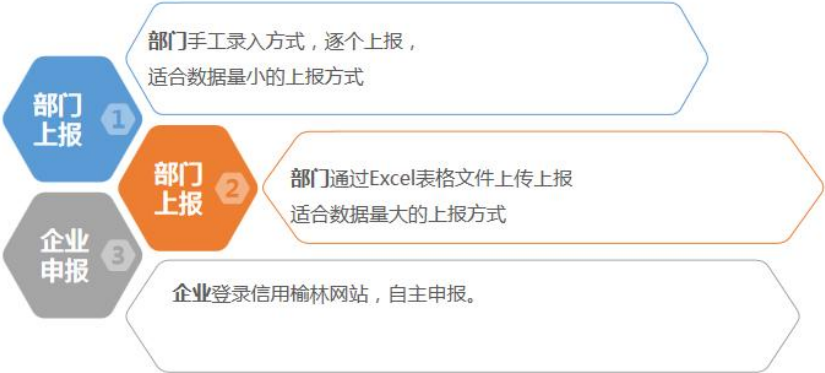 部门
上报
1
部门手工录入方式，逐个上报，
适合数据量小的上报方式
部门
上报
2
部门通过Excel表格文件上传上报
适合数据量大的上报方式
企业
申报
3
企业登录信用榆林网站，自主申报。